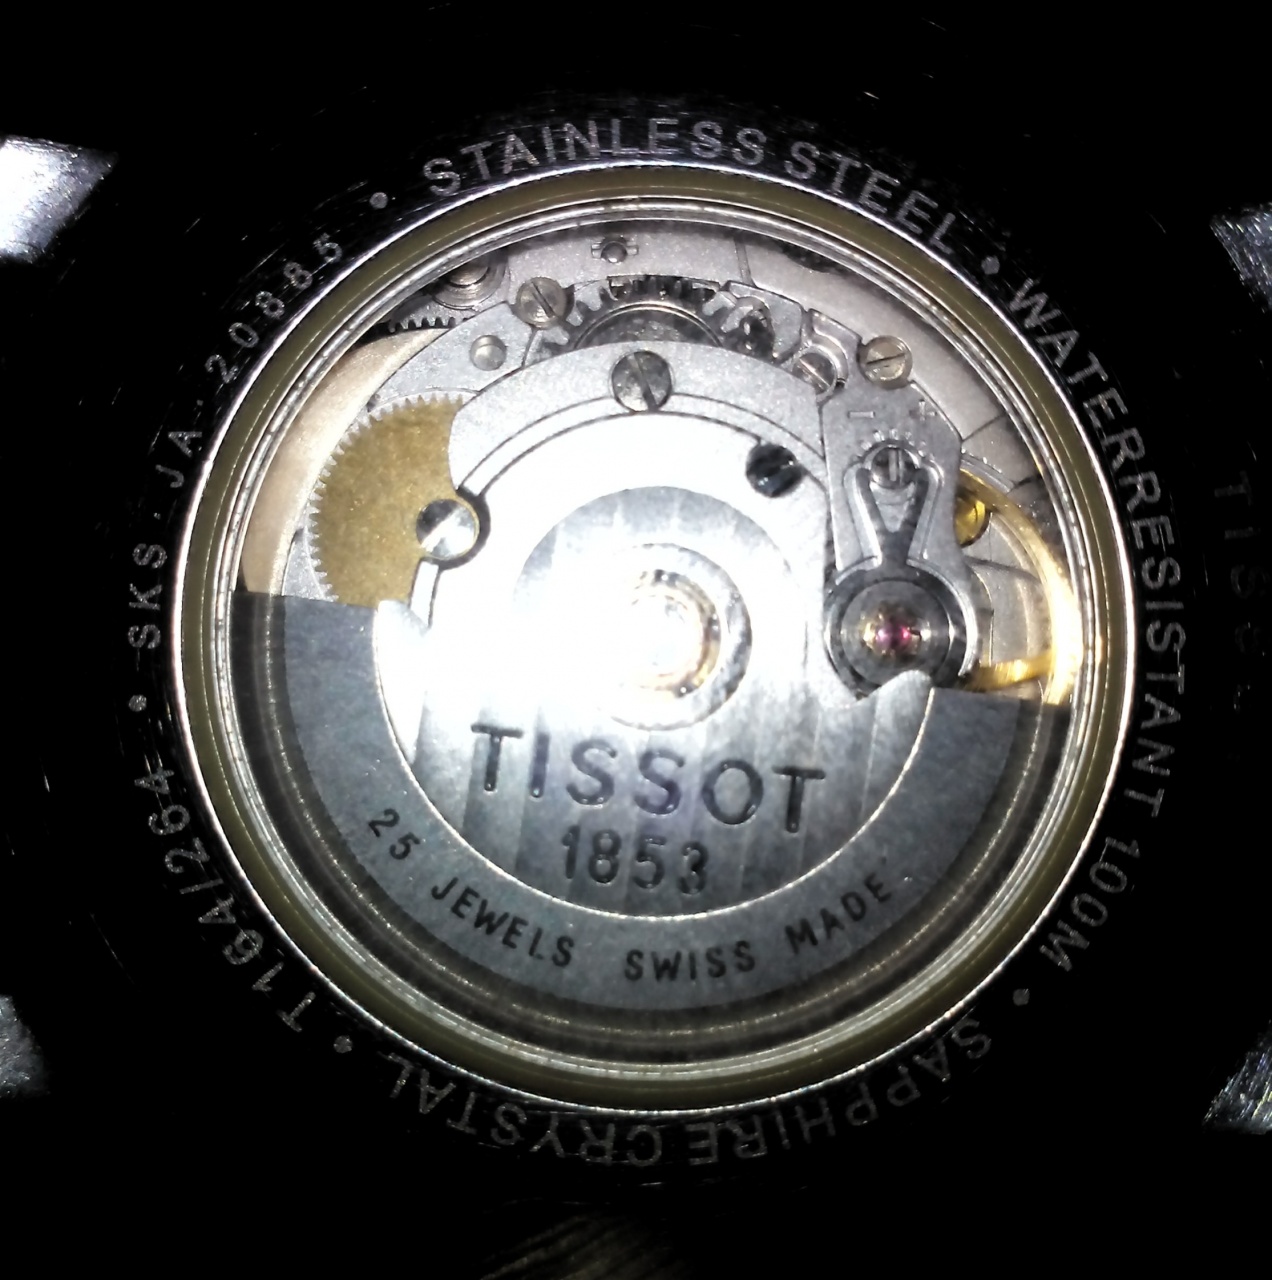 • STAINLESS STEEL • WATERRESISTANT 100M • SAPPHIRE CRYSTAL • T164/264 • SKS.JA.20885
- +
TISSOT
1853
25 JEWELS SWISS MADE